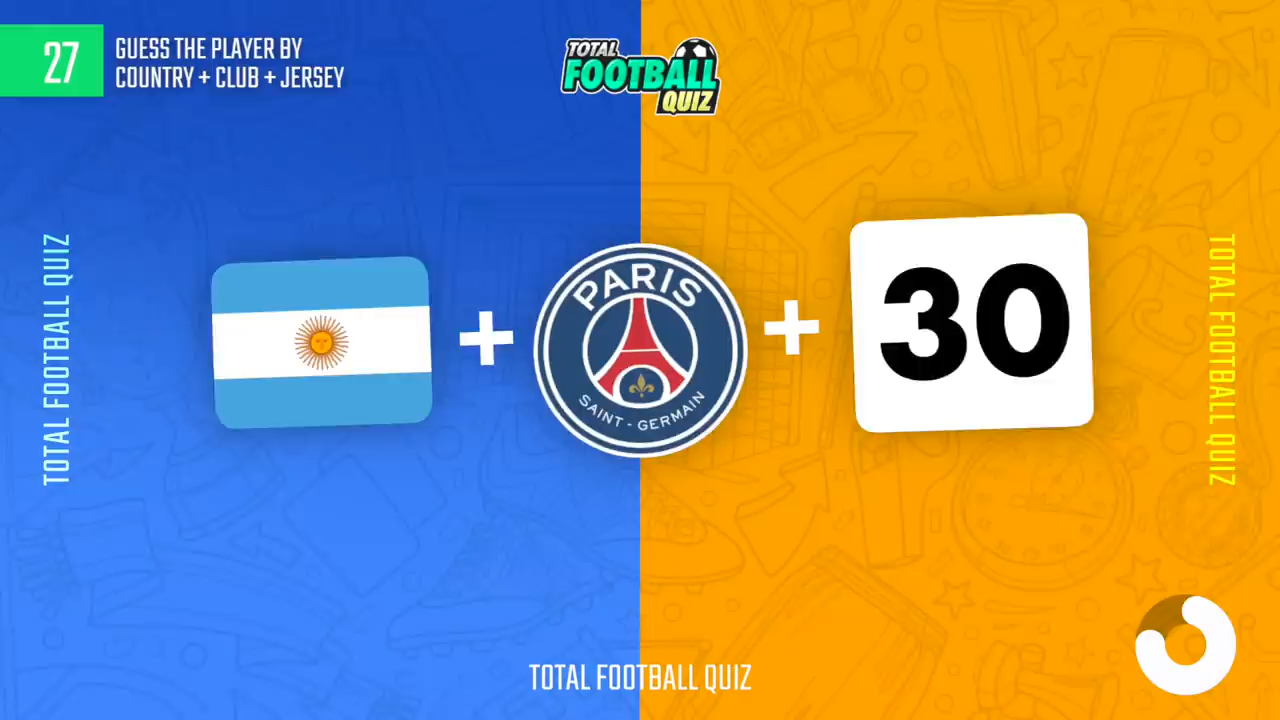 27
GUESS THE PLAYER BY
COUNTRY + CLUB + JERSEY
TOTAL
FOOTBALL
QUIZ
TOTAL FOOTBALL QUIZ
+
PARIS
SAINT - GERMAIN
+
30
TOTAL FOOTBALL QUIZ
TOTAL FOOTBALL QUIZ